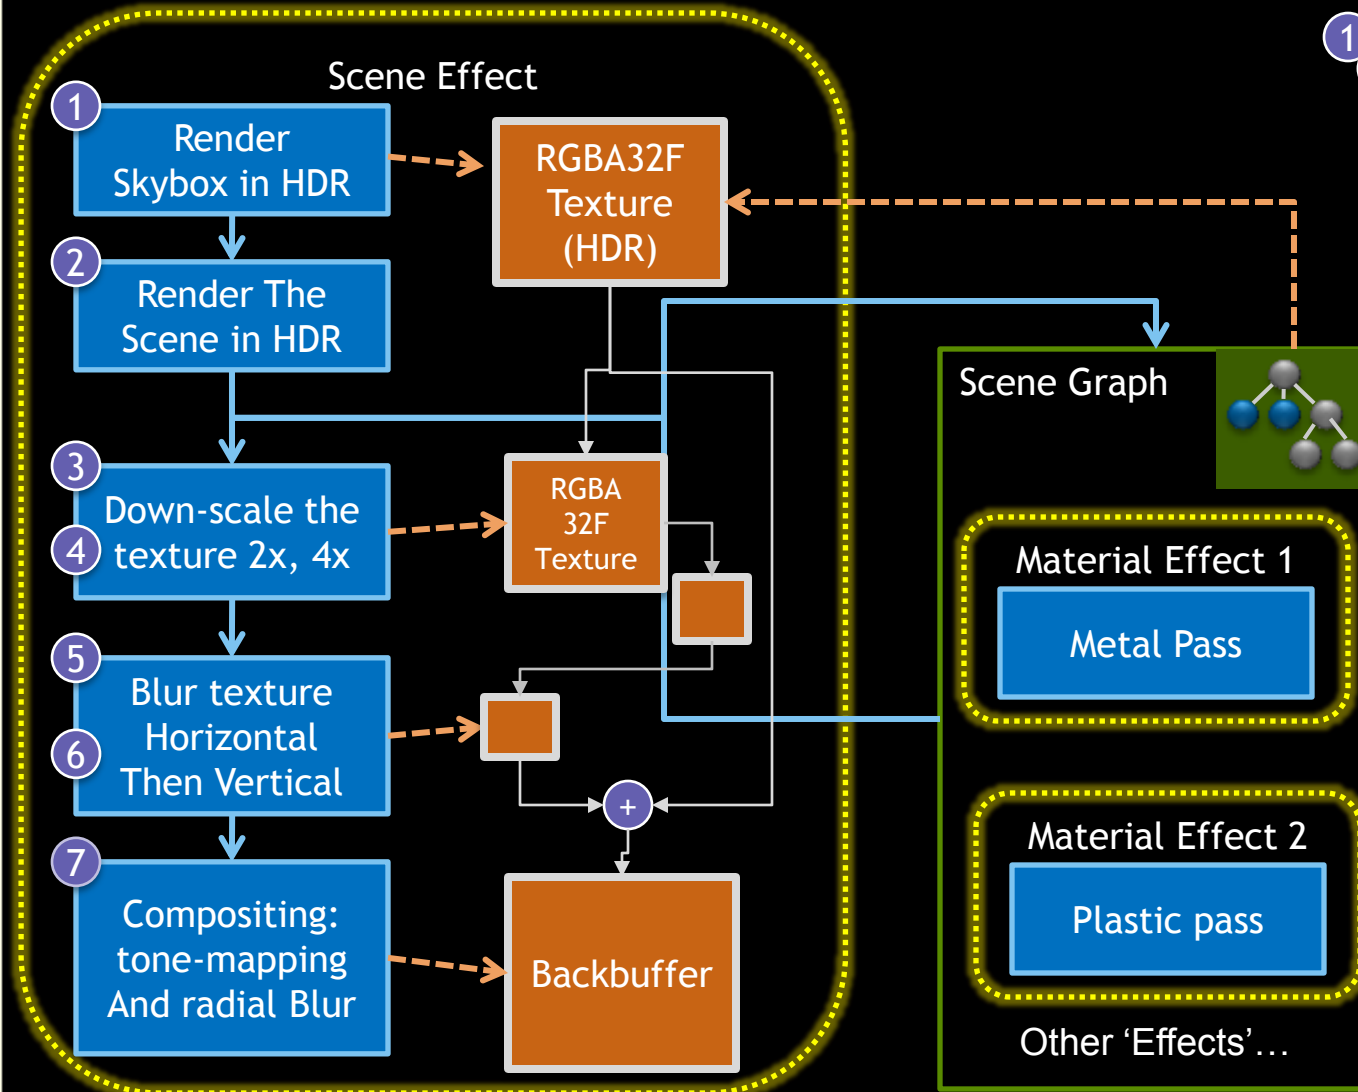 Scene Effect
1
Render
Skybox in HDR
RGBA32F
Texture
(HDR)
1
2
Render The
Scene in HDR
Scene Graph
3
4
Down-scale the
texture 2x, 4x
RGBA
32F
Texture
Material Effect 1
Metal Pass
5
6
Blur texture
Horizontal
Then Vertical
+
Material Effect 2
Plastic pass
7
Compositing:
tone-mapping
And radial Blur
Backbuffer
Other ‘Effects’…